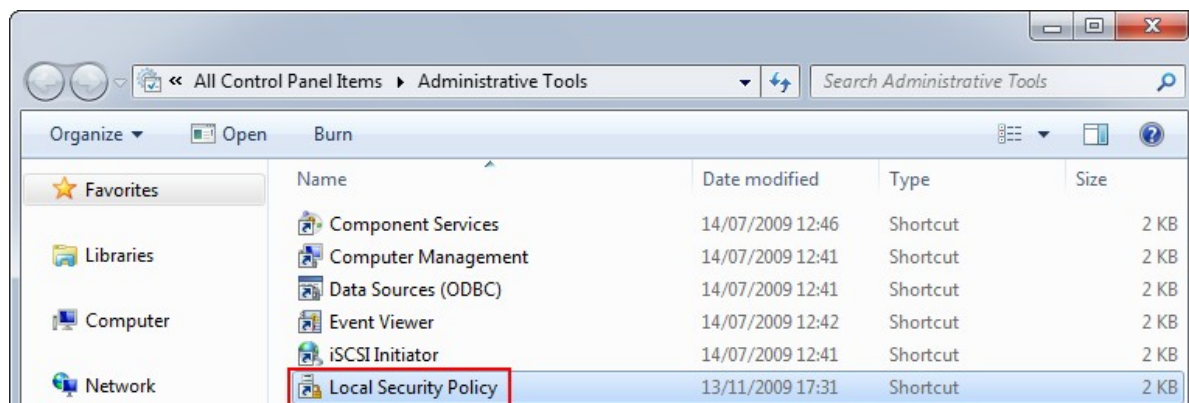 « All Control Panel Items ▸ Administrative Tools Search Administrative Tools
Organize Open Burn
Name Date modified Type Size
Favorites
Libraries
Computer
Network
Component Services 14/07/2009 12:46 Shortcut 2 KB
Computer Management 14/07/2009 12:41 Shortcut 2 KB
Data Sources (ODBC) 14/07/2009 12:41 Shortcut 2 KB
Event Viewer 14/07/2009 12:42 Shortcut 2 KB
iSCSI Initiator 14/07/2009 12:41 Shortcut 2 KB
Local Security Policy 13/11/2009 17:31 Shortcut 2 KB